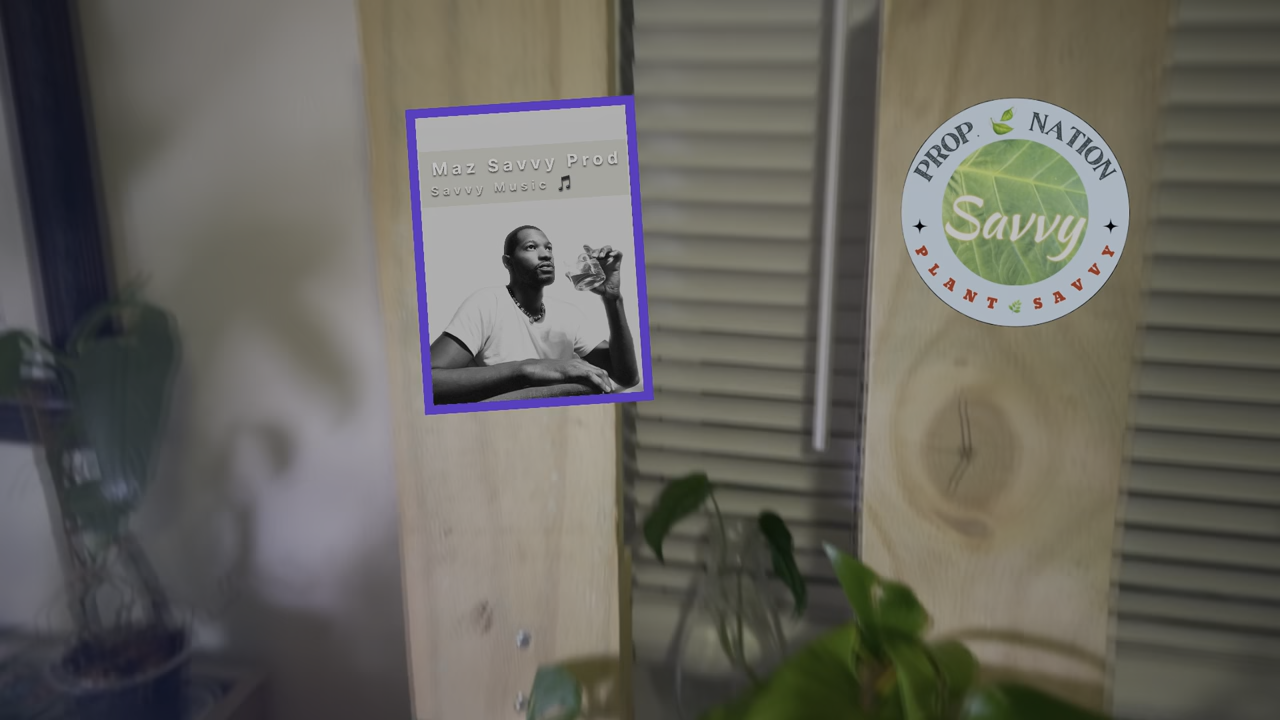 Maz Savvy Prod
Savvy Music 🎵
PROP. 🌿 NATION
Savvy
PLANT 🌿 SAVVY